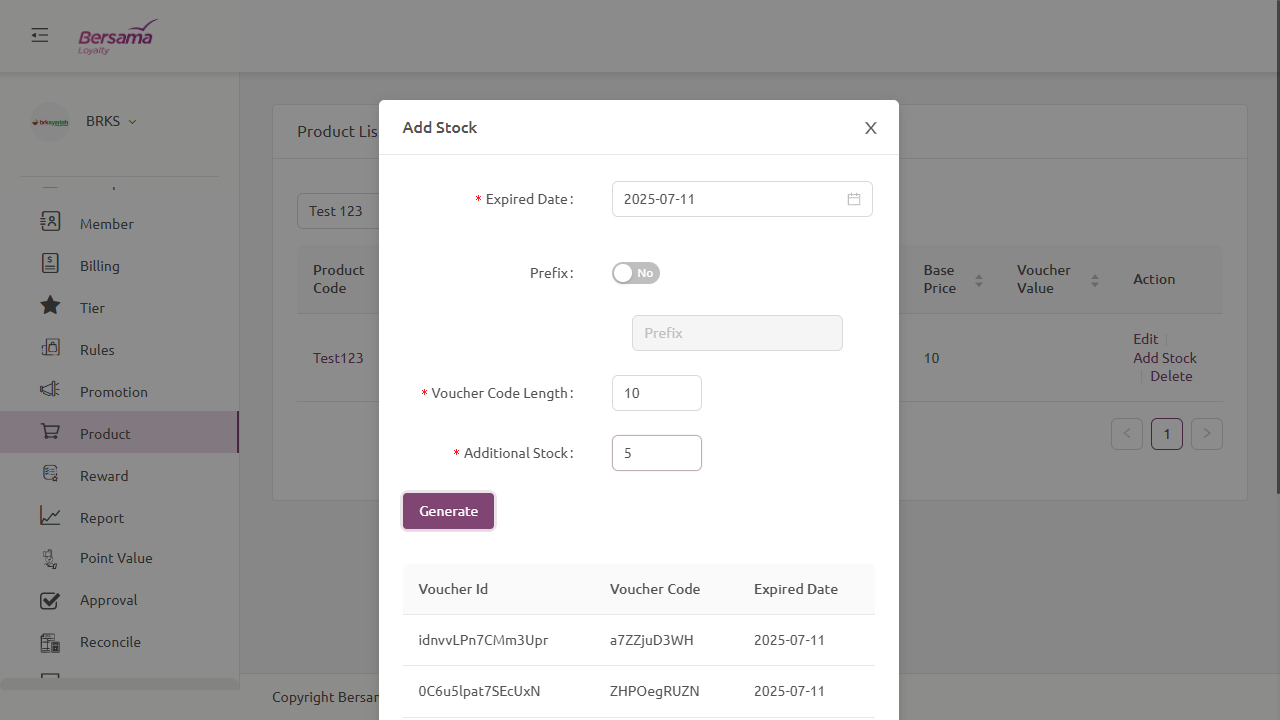 Bersama
Loyalty
BRKS
Member
Billing
Tier
Rules
Promotion
Product
Reward
Report
Point Value
Approval
Reconcile
Product Lis
Test 123
Product Code
Base Price
Voucher Value
Action
Test123
10
Edit
Add Stock
Delete
<
1
>
Copyright Bersam
Add Stock
X
* Expired Date:
2025-07-11
Prefix:
No
Prefix
* Voucher Code Length:
10
* Additional Stock:
5
Generate
Voucher Id Voucher Code Expired Date
idnvvLPn7CMm3Upr a7ZZjuD3WH 2025-07-11
0C6u5lpat7SEcUxN ZHPOegRUZN 2025-07-11